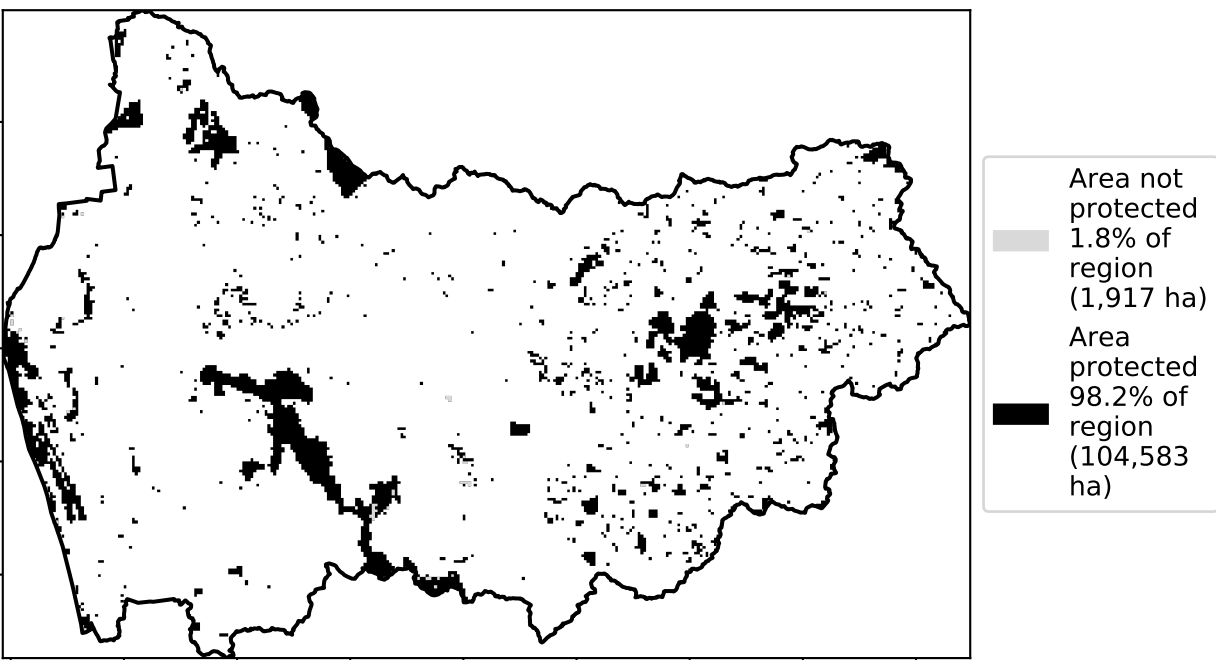 Area not
protected
1.8% of
region
(1,917 ha)
Area
protected
98.2% of
region
(104,583
ha)